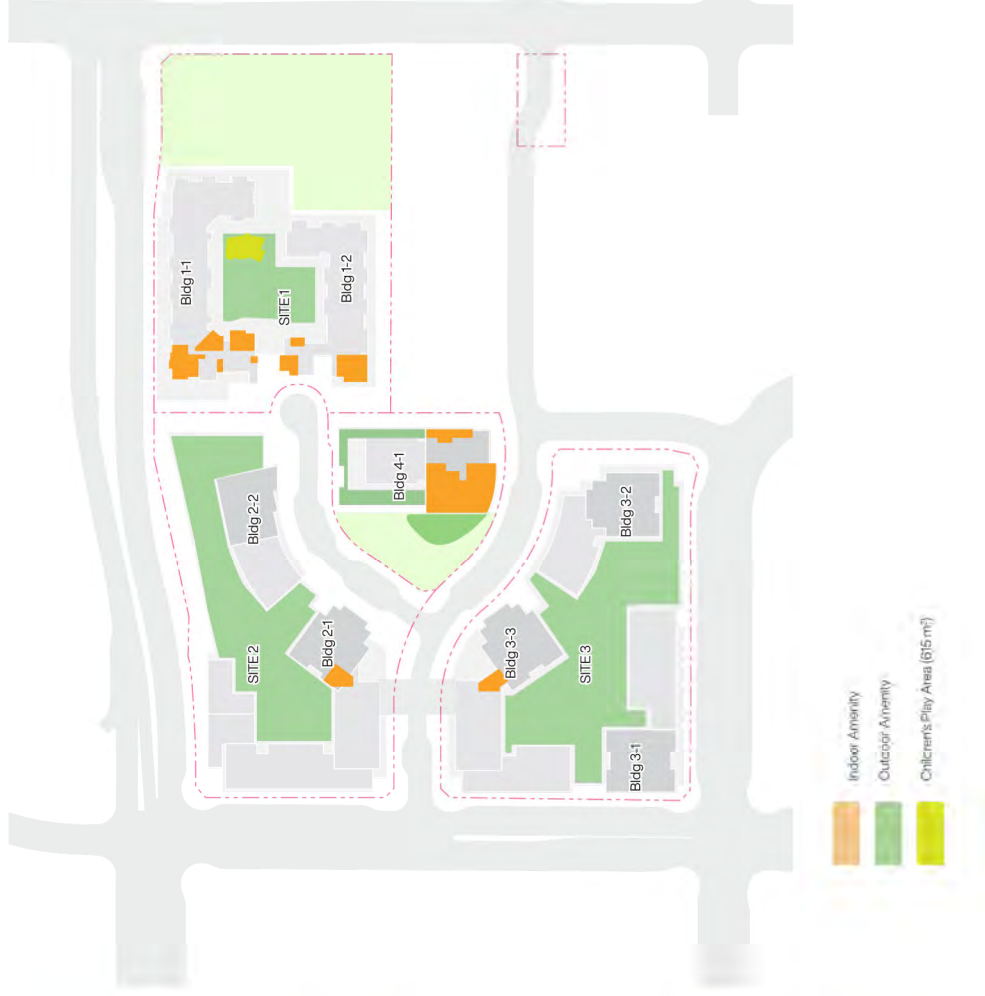 Bldg 1-1
SITE 1
Bldg 1-2
Bldg 2-2
Bldg 4-1
Bldg 3-2
SITE 2
Bldg 2-1
Bldg 3-3
SITE 3
Bldg 3-1
Indoor Amenity
Outdoor Amenity
Children's Play Area (615 m²)